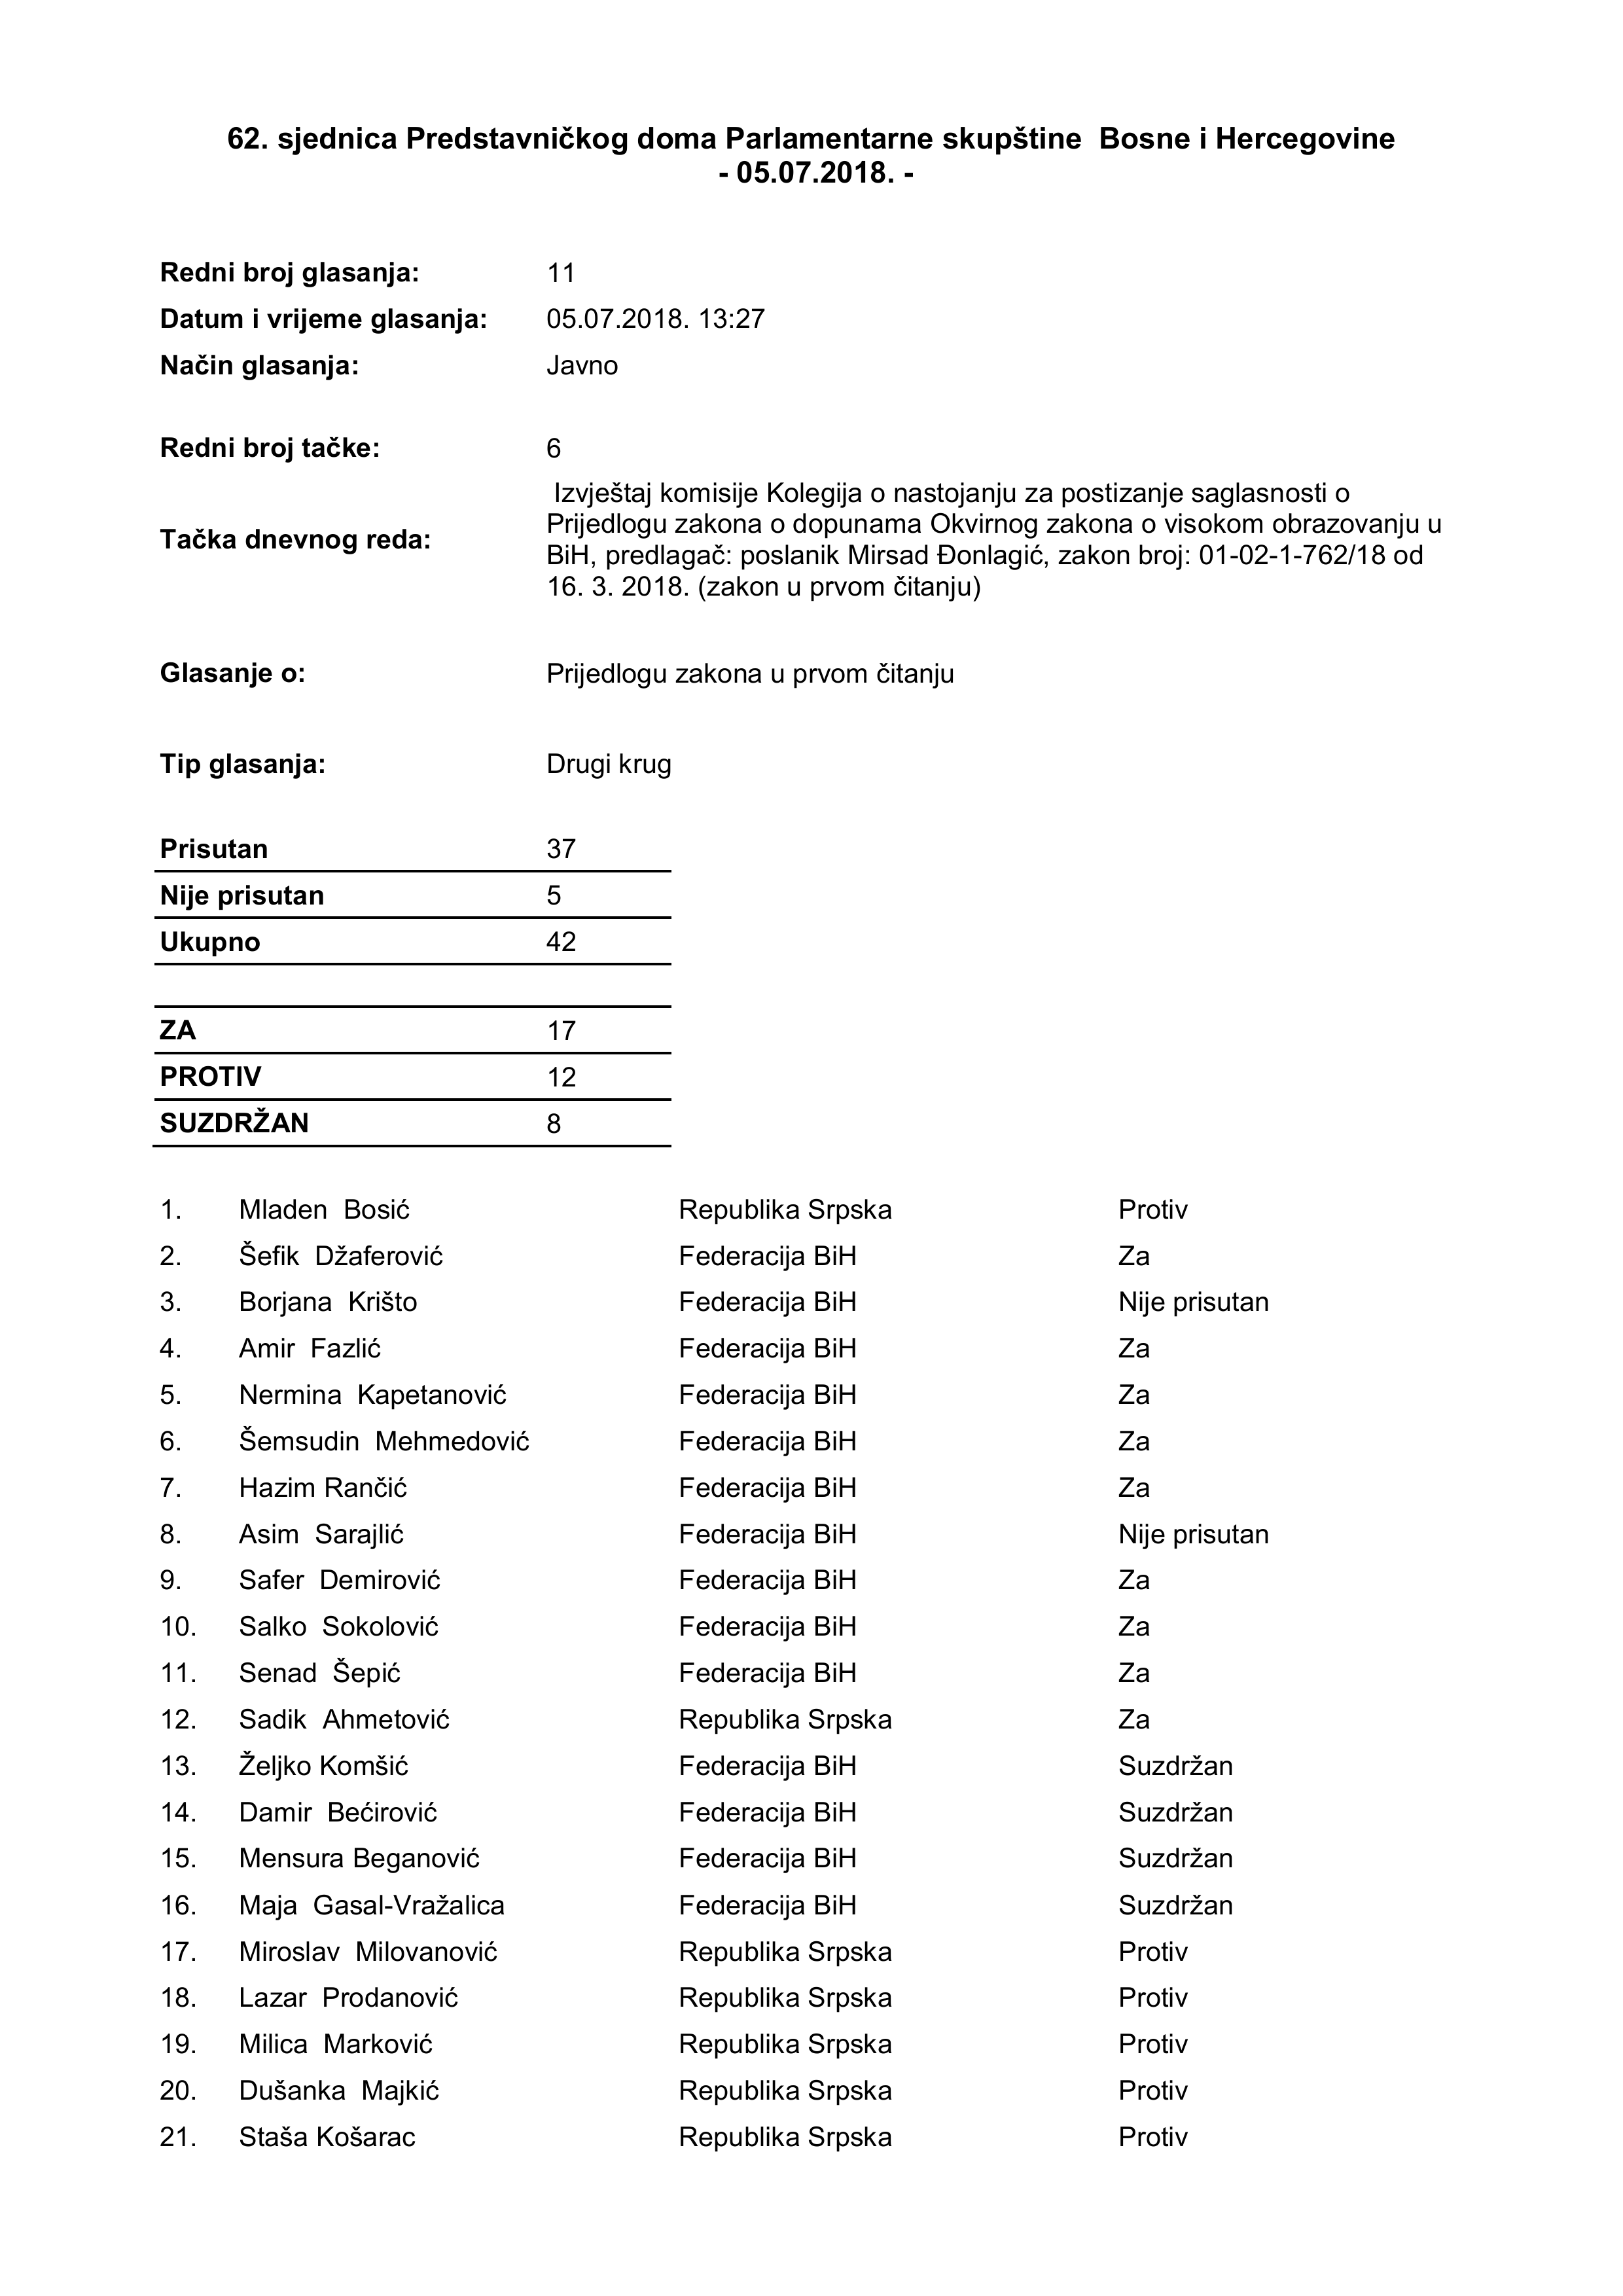 62. sjednica Predstavničkog doma Parlamentarne skupštine  Bosne i Hercegovine
- 05.07.2018. -
Redni broj glasanja: 11
Datum i vrijeme glasanja: 05.07.2018. 13:27
Način glasanja: Javno
Redni broj tačke: 6
Tačka dnevnog reda: Izvještaj komisije Kolegija o nastojanju za postizanje saglasnosti o
Prijedlogu zakona o dopunama Okvirnog zakona o visokom obrazovanju u
BiH, predlagač: poslanik Mirsad Đonlagić, zakon broj: 01-02-1-762/18 od
16. 3. 2018. (zakon u prvom čitanju)
Glasanje o: Prijedlogu zakona u prvom čitanju
Tip glasanja: Drugi krug
Prisutan 37
Nije prisutan 5
Ukupno 42
ZA 17
PROTIV 12
SUZDRŽAN 8
1. Mladen  Bosić Republika Srpska Protiv
2. Šefik  Džaferović Federacija BiH Za
3. Borjana  Krišto Federacija BiH Nije prisutan
4. Amir  Fazlić Federacija BiH Za
5. Nermina  Kapetanović Federacija BiH Za
6. Šemsudin  Mehmedović Federacija BiH Za
7. Hazim Rančić Federacija BiH Za
8. Asim  Sarajlić Federacija BiH Nije prisutan
9. Safer  Demirović Federacija BiH Za
10. Salko  Sokolović Federacija BiH Za
11. Senad  Šepić Federacija BiH Za
12. Sadik  Ahmetović Republika Srpska Za
13. Željko Komšić Federacija BiH Suzdržan
14. Damir  Bećirović Federacija BiH Suzdržan
15. Mensura Beganović Federacija BiH Suzdržan
16. Maja  Gasal-Vražalica Federacija BiH Suzdržan
17. Miroslav  Milovanović Republika Srpska Protiv
18. Lazar  Prodanović Republika Srpska Protiv
19. Milica  Marković Republika Srpska Protiv
20. Dušanka  Majkić Republika Srpska Protiv
21. Staša Košarac Republika Srpska Protiv